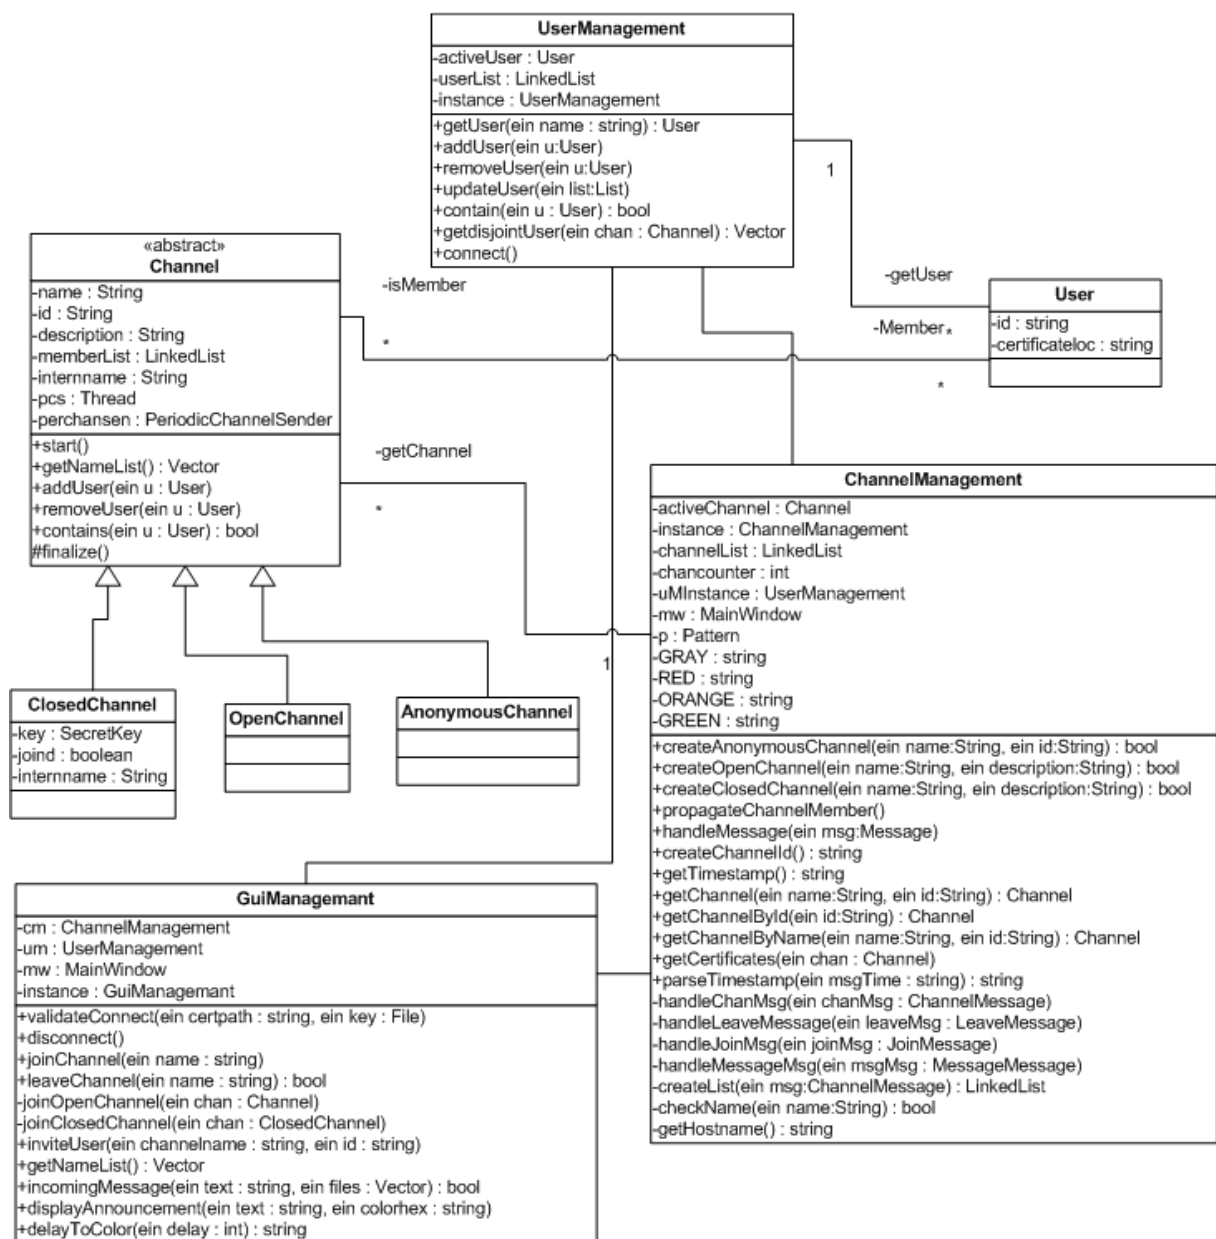 UserManagement
-activeUser : User
-userList : LinkedList
-instance : UserManagement
+getUser(ein name : string) : User
+addUser(ein u:User)
+removeUser(ein u:User)
+updateUser(ein list:List)
+contain(ein u : User) : bool
+getdisjointUser(ein chan : Channel) : Vector
+connect()
1
-getUser
-Member*
*
User
-id : string
-certificateloc : string
«abstract»
Channel
-name : String
-id : String
-description : String
-memberList : LinkedList
-internname : String
-pcs : Thread
-perchansen : PeriodicChannelSender
+start()
+getNameList() : Vector
+addUser(ein u : User)
+removeUser(ein u : User)
+contains(ein u : User) : bool
#finalize()
-isMember
*
-getChannel
*
1
ChannelManagement
-activeChannel : Channel
-instance : ChannelManagement
-channelList : LinkedList
-chancounter : int
-uMInstance : UserManagement
-mw : MainWindow
-p : Pattern
-GRAY : string
-RED : string
-ORANGE : string
-GREEN : string
+createAnonymousChannel(ein name:String, ein id:String) : bool
+createOpenChannel(ein name:String, ein description:String) : bool
+createClosedChannel(ein name:String, ein description:String) : bool
+propagateChannelMember()
+handleMessage(ein msg:Message)
+createChannelId() : string
+getTimestamp() : string
+getChannel(ein name:String, ein id:String) : Channel
+getChannelById(ein id:String) : Channel
+getChannelByName(ein name:String, ein id:String) : Channel
+getCertificates(ein chan : Channel)
+parseTimestamp(ein msgTime : string) : string
-handleChanMsg(ein chanMsg : ChannelMessage)
-handleLeaveMessage(ein leaveMsg : LeaveMessage)
-handleJoinMsg(ein joinMsg : JoinMessage)
-handleMessageMsg(ein msgMsg : MessageMessage)
-createList(ein msg:ChannelMessage) : LinkedList
-checkName(ein name:String) : bool
-getHostname() : string
ClosedChannel
-key : SecretKey
-joind : boolean
-internname : String
OpenChannel
AnonymousChannel
GuiManagemant
-cm : ChannelManagement
-um : UserManagement
-mw : MainWindow
-instance : GuiManagemant
+validateConnect(ein certpath : string, ein key : File)
+disconnect()
+joinChannel(ein name : string)
+leaveChannel(ein name : string) : bool
-joinOpenChannel(ein chan : Channel)
-joinClosedChannel(ein chan : ClosedChannel)
+inviteUser(ein channelname : string, ein id : string)
+getNameList() : Vector
+incomingMessage(ein text : string, ein files : Vector) : bool
+displayAnnouncement(ein text : string, ein colorhex : string)
+delayToColor(ein delay : int) : string